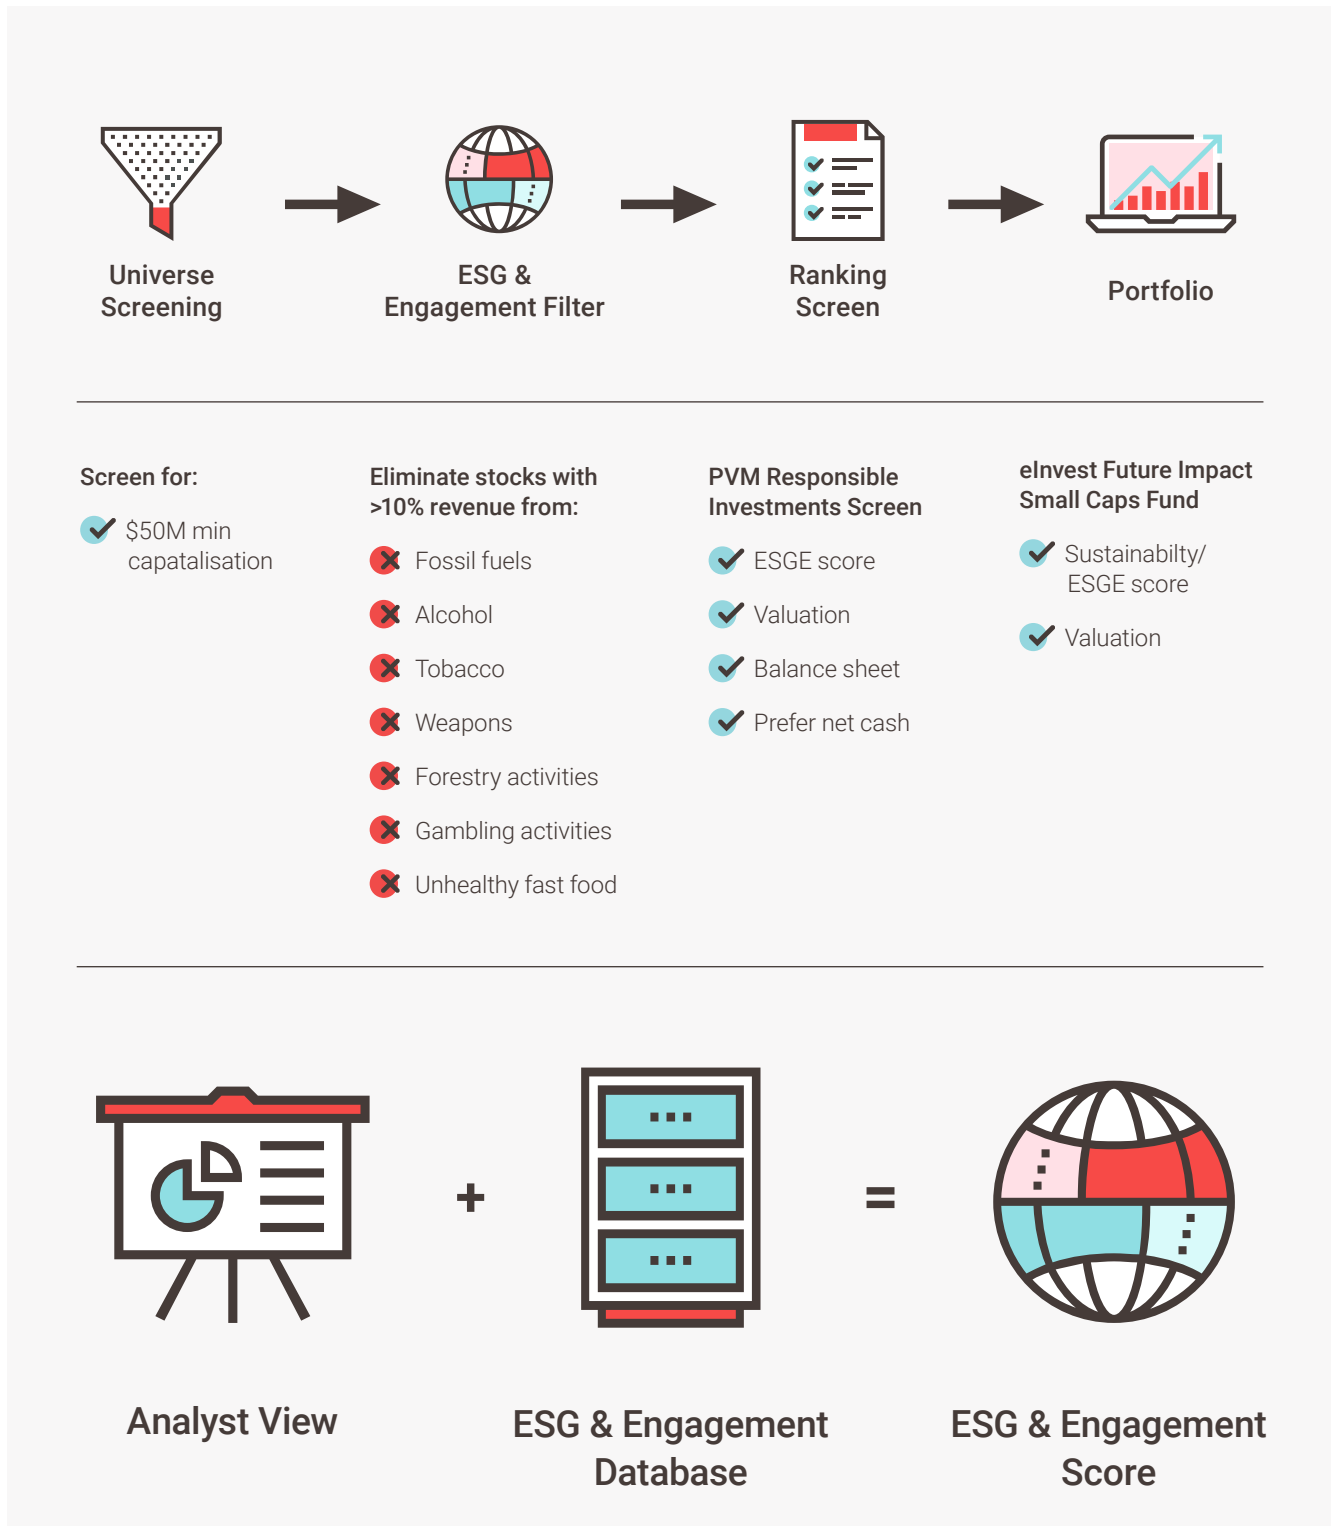 Universe
Screening
ESG &
Engagement Filter
Ranking
Screen
Portfolio
Screen for:
$50M min
capatalisation
Eliminate stocks with
>10% revenue from:
Fossil fuels
Alcohol
Tobacco
Weapons
Forestry activities
Gambling activities
Unhealthy fast food
PVM Responsible
Investments Screen
ESGE score
Valuation
Balance sheet
Prefer net cash
eInvest Future Impact
Small Caps Fund
Sustainabilty/
ESGE score
Valuation
Analyst View
+
ESG & Engagement
Database
=
ESG & Engagement
Score